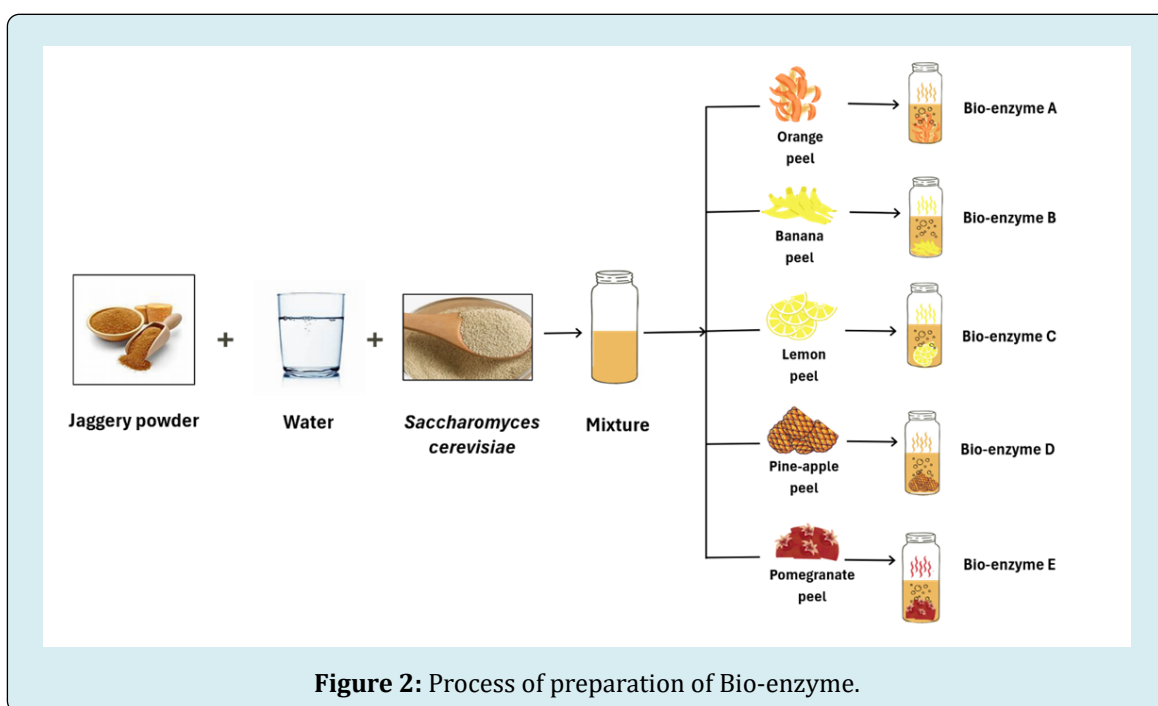 Orange
peel
Bio-enzyme A
Banana
peel
Bio-enzyme B
Jaggery powder
+
Water
+
Saccharomyces
cerevisiae
Mixture
Lemon
peel
Bio-enzyme C
Pine-apple
peel
Bio-enzyme D
Pomegranate
peel
Bio-enzyme E
Figure 2: Process of preparation of Bio-enzyme.